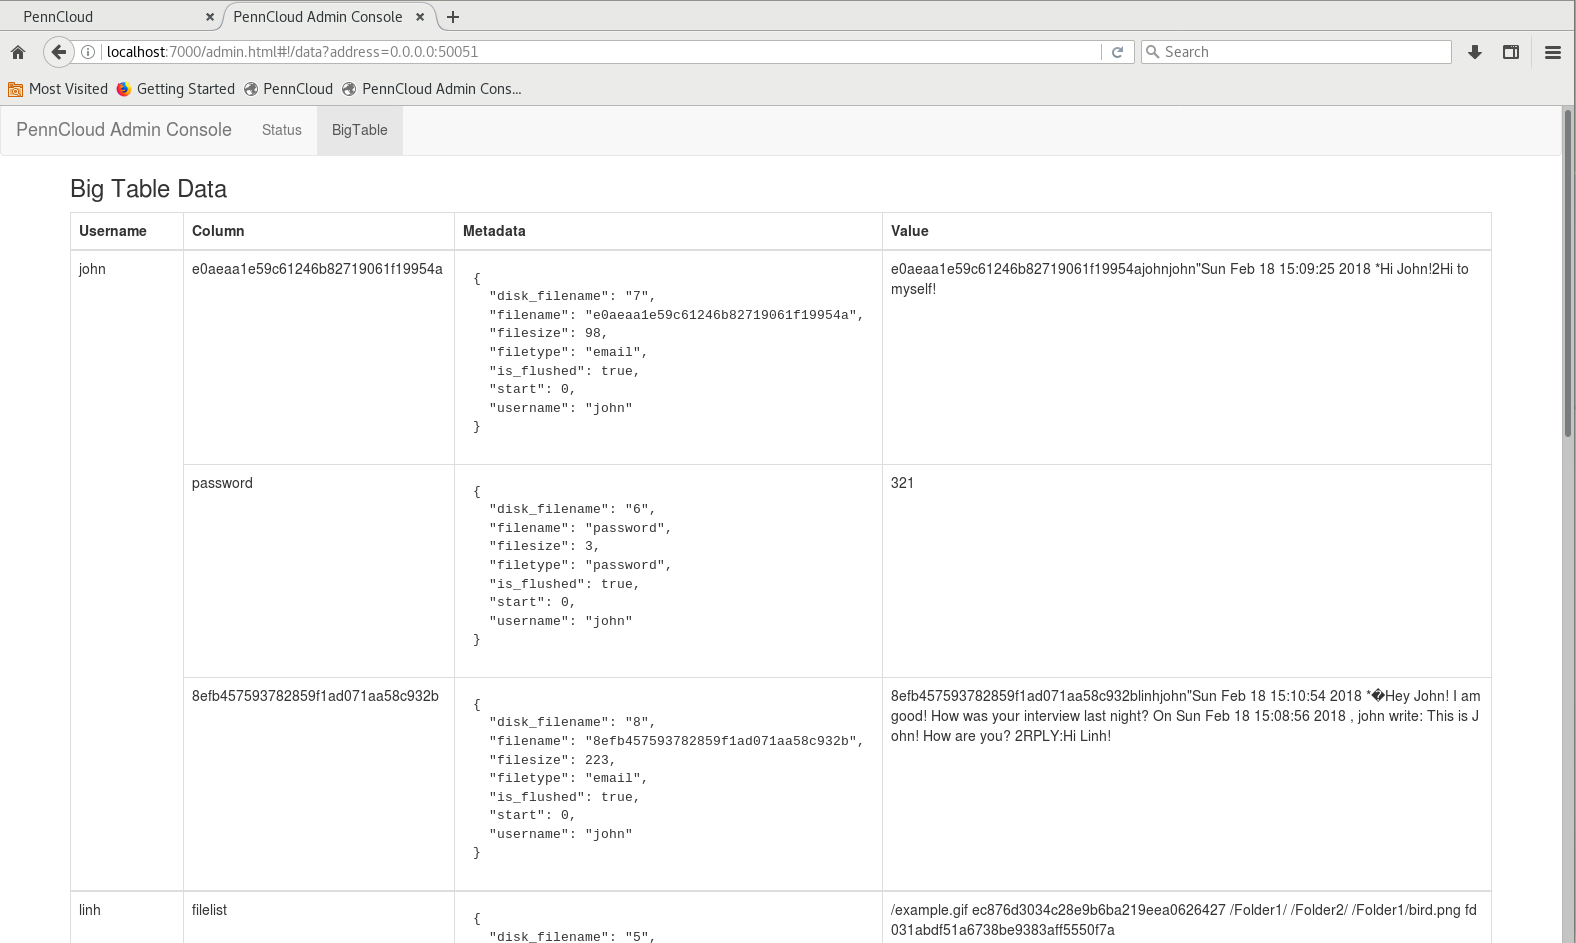 PennCloud
PennCloud Admin Console
localhost:7000/admin.html#!/data?address=0.0.0.0:50051
Search
Most Visited
Getting Started
PennCloud
PennCloud Admin Cons...
PennCloud Admin Console
Status
BigTable
Big Table Data
Username Column Metadata Value
john
e0aeaa1e59c61246b82719061f19954a
{
"disk_filename": "7",
"filename": "e0aeaa1e59c61246b82719061f19954a",
"filesize": 98,
"filetype": "email",
"is_flushed": true,
"start": 0,
"username": "john"
}
e0aeaa1e59c61246b82719061f19954ajohnjohn"Sun Feb 18 15:09:25 2018 *Hi John!2Hi to
myself!
password
{
"disk_filename": "6",
"filename": "password",
"filesize": 3,
"filetype": "password",
"is_flushed": true,
"start": 0,
"username": "john"
}
321
8efb457593782859f1ad071aa58c932b
{
"disk_filename": "8",
"filename": "8efb457593782859f1ad071aa58c932b",
"filesize": 223,
"filetype": "email",
"is_flushed": true,
"start": 0,
"username": "john"
}
8efb457593782859f1ad071aa58c932blinhjohn"Sun Feb 18 15:10:54 2018 *�Hey John! I am
good! How was your interview last night? On Sun Feb 18 15:08:56 2018 , john write: This is J
ohn! How are you? 2RPLY:Hi Linh!
linh
filelist
{
"disk_filename": "5",
/example.gif ec876d3034c28e9b6ba219eea0626427 /Folder1/ /Folder2/ /Folder1/bird.png fd
031abdf51a6738be9383aff5550f7a